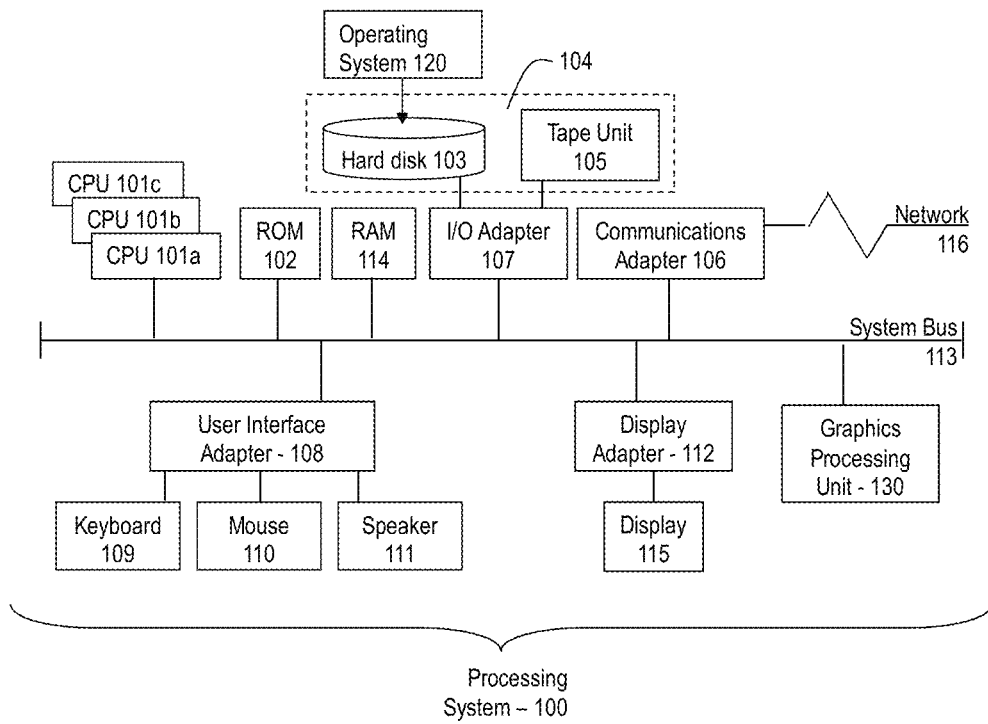 Operating
System 120
104
Hard disk 103
Tape Unit
105
CPU 101c
CPU 101b
CPU 101a
ROM
102
RAM
114
I/O Adapter
107
Communications
Adapter 106
Network
116
System Bus
113
User Interface
Adapter - 108
Display
Adapter - 112
Graphics
Processing
Unit - 130
Keyboard
109
Mouse
110
Speaker
111
Display
115
Processing
System – 100